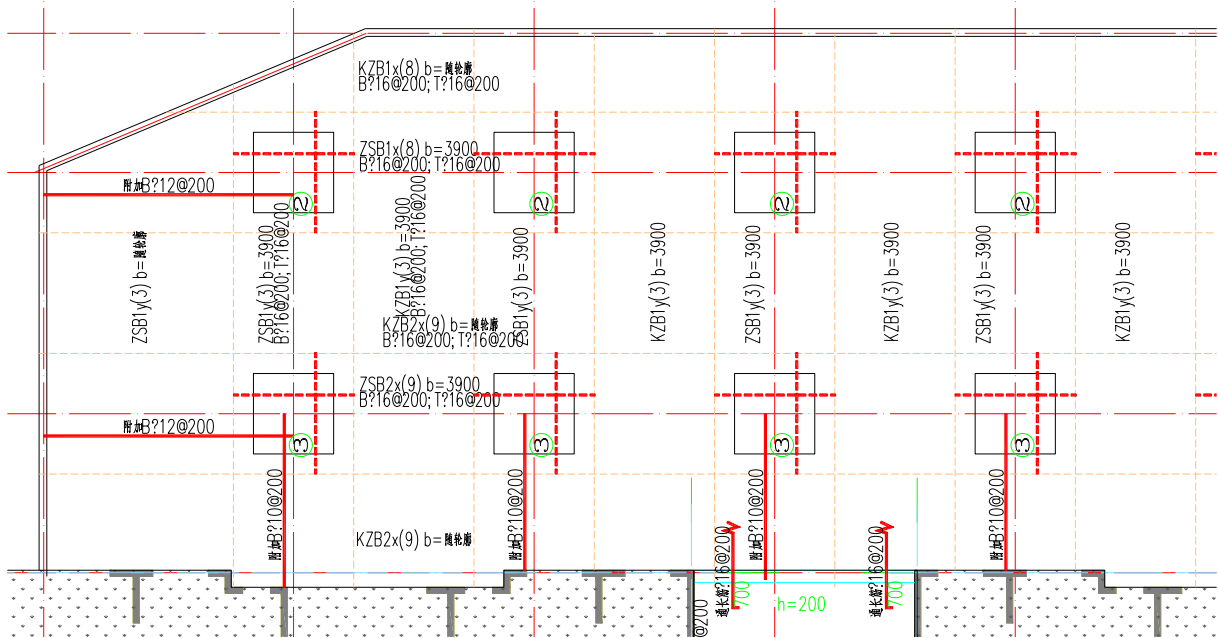 KZB1x(8) b=随轮廓
B?16@200; T?16@200
ZSB1x(8) b=3900
B?16@200; T?16@200
附加B?12@200
2
2
2
2
ZSB1y(3) b=随轮廓
ZSB1y(3) b=3900
B?16@200; T?16@200
KZB1y(3) b=3900
B?16@200; T?16@200
ZSB1y(3) b=3900
KZB1y(3) b=3900
ZSB1y(3) b=3900
KZB1y(3) b=3900
ZSB1y(3) b=3900
KZB1y(3) b=3900
KZB2x(9) b=随轮廓
B?16@200; T?16@200
ZSB2x(9) b=3900
B?16@200; T?16@200
附加B?12@200
3
3
3
3
附加B?10@200
附加B?10@200
附加B?10@200
附加B?10@200
KZB2x(9) b=随轮廓
通长筋?16@200
700
通长筋?16@200
700
h=200
@200